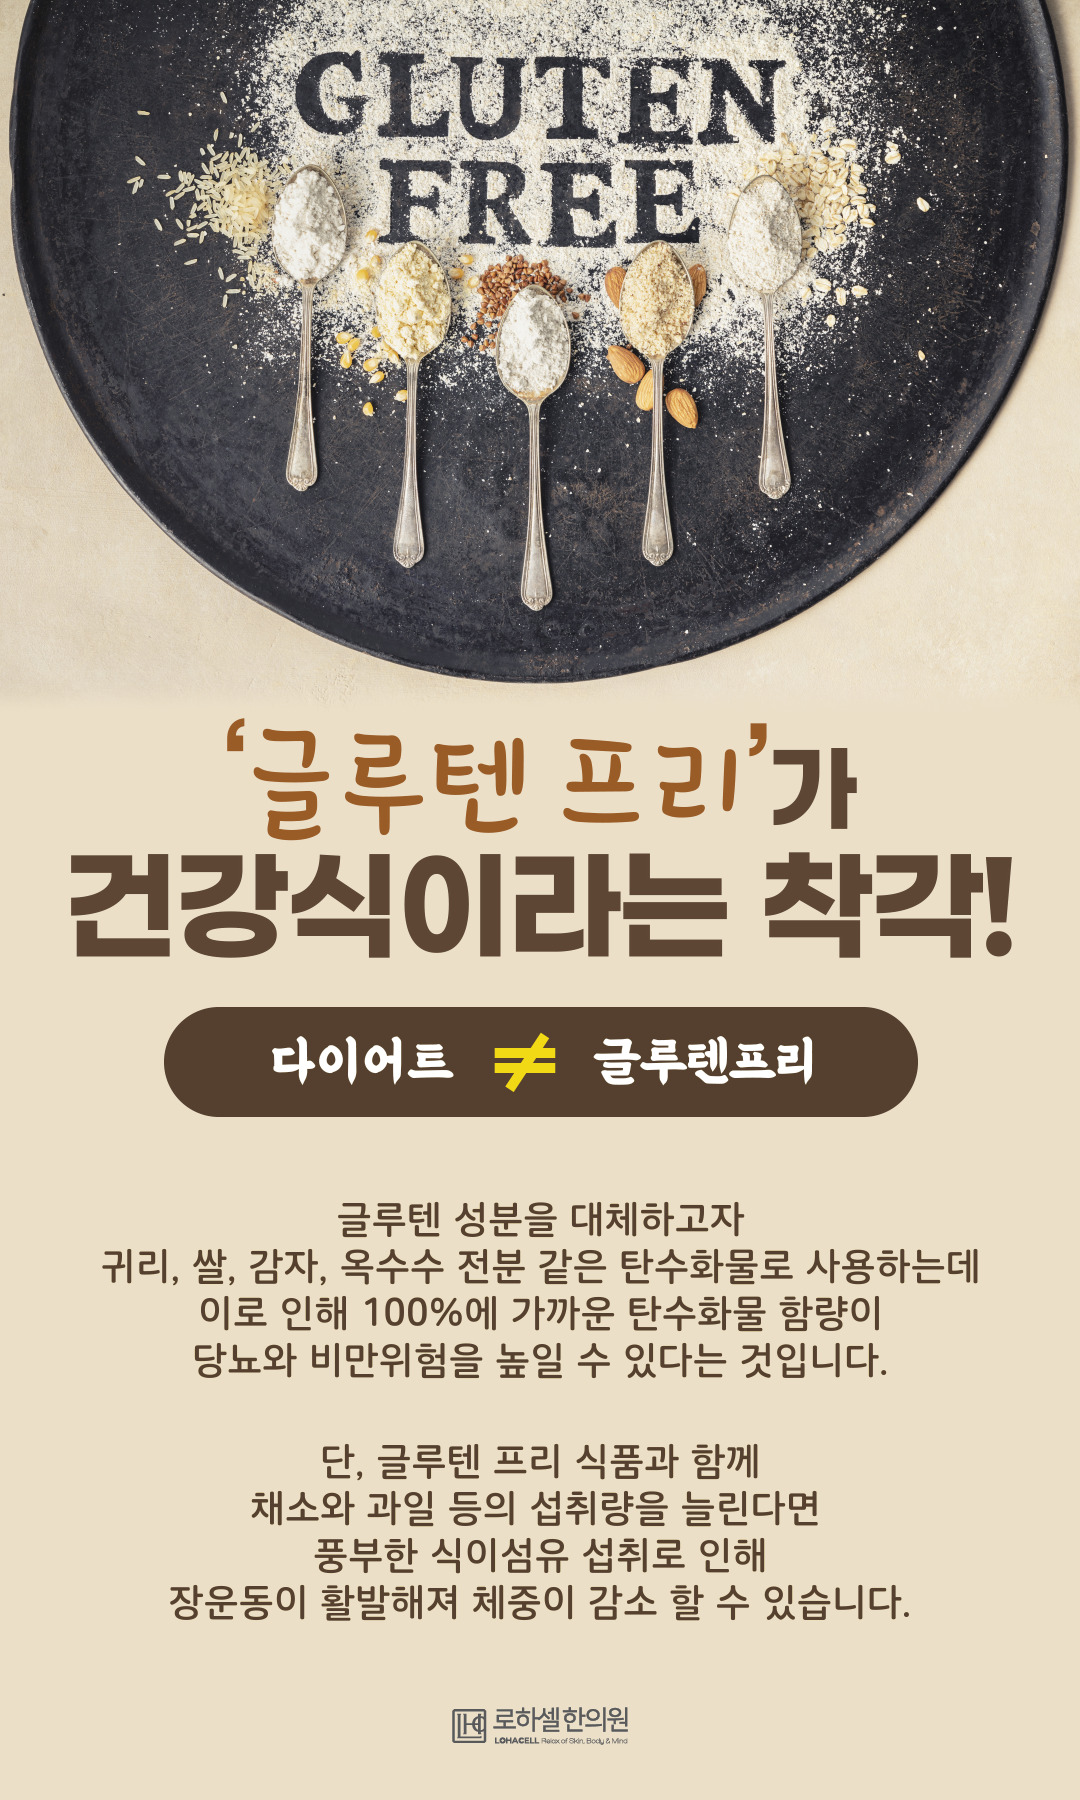 GLUTEN
FREE
‘글루텐 프리’가
건강식이라는 착각!
다이어트 ≠ 글루텐프리
글루텐 성분을 대체하고자
귀리, 쌀, 감자, 옥수수 전분 같은 탄수화물로 사용하는데
이로 인해 100%에 가까운 탄수화물 함량이
당뇨와 비만위험을 높일 수 있다는 것입니다.
단, 글루텐 프리 식품과 함께
채소와 과일 등의 섭취량을 늘린다면
풍부한 식이섬유 섭취로 인해
장운동이 활발해져 체중이 감소 할 수 있습니다.
로하셀한의원
LOHACELL Relax of Skin, Body & Mind